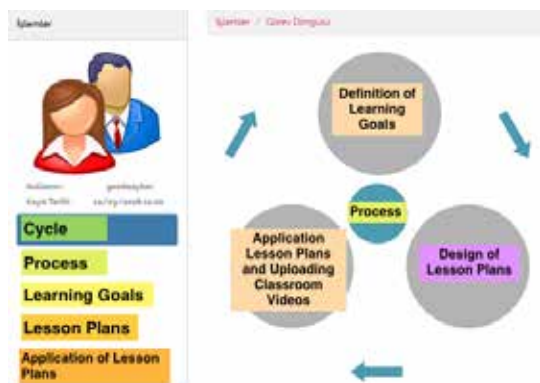 İşlemler
İşlemler / Görev Döngüsü
Cycle
Process
Learning Goals
Lesson Plans
Application of Lesson
Plans
Definition of
Learning
Goals
Process
Application
Lesson Plans
and Uploading
Classroom
Videos
Design of
Lesson Plans